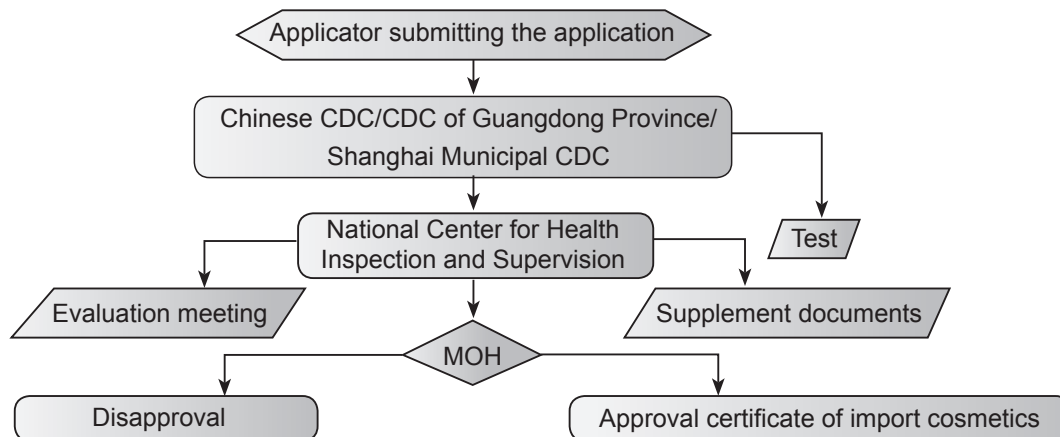 Applicator submitting the application
Chinese CDC/CDC of Guangdong Province/
Shanghai Municipal CDC
Test
National Center for Health
Inspection and Supervision
Evaluation meeting
Supplement documents
MOH
Disapproval
Approval certificate of import cosmetics